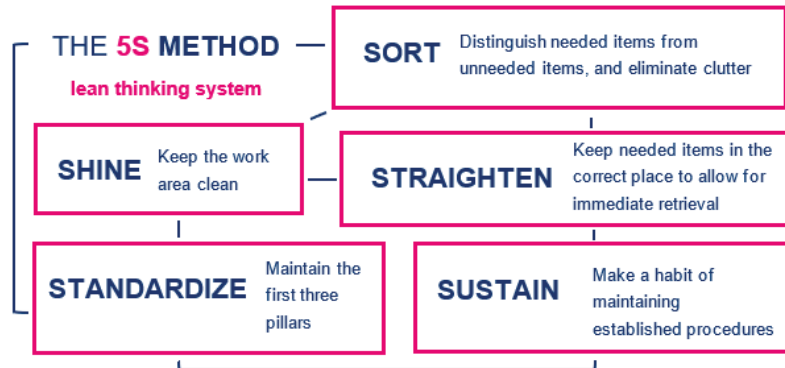 THE 5S METHOD
lean thinking system
SORT
Distinguish needed items from
unneeded items, and eliminate clutter
SHINE
Keep the work
area clean
STRAIGHTEN
Keep needed items in the
correct place to allow for
immediate retrieval
STANDARDIZE
Maintain the
first three
pillars
SUSTAIN
Make a habit of
maintaining
established procedures